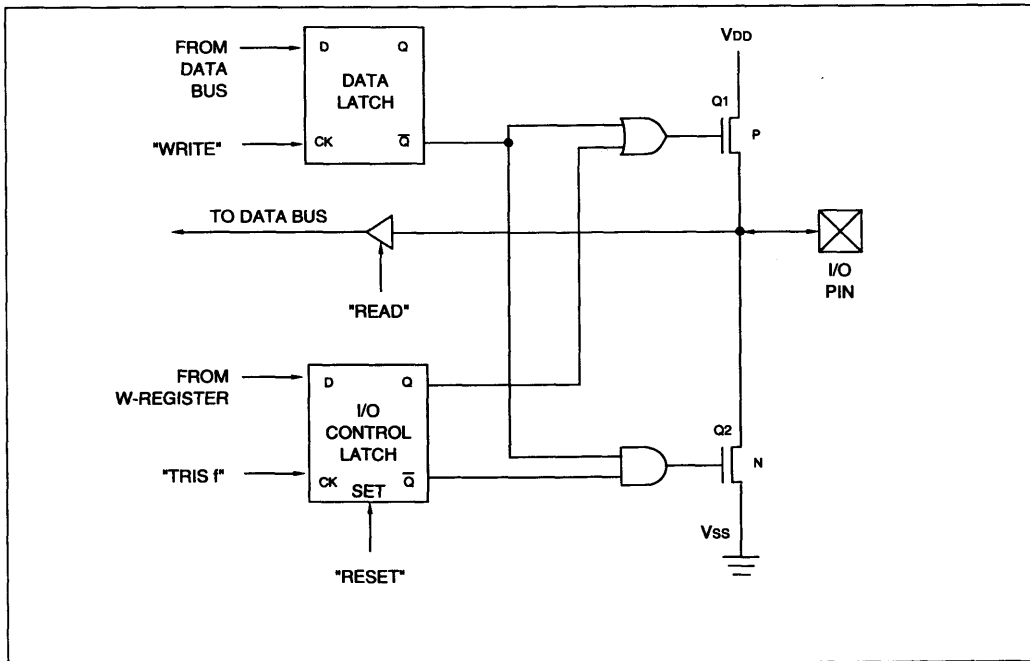 FROM
DATA
BUS
D
Q
DATA
LATCH
CK
Q
"WRITE"
VDD
Q1
P
TO DATA BUS
"READ"
I/O
PIN
FROM
W-REGISTER
D
Q
I/O
CONTROL
LATCH
"TRIS f"
CK
SET
Q
"RESET"
Q2
N
VSS